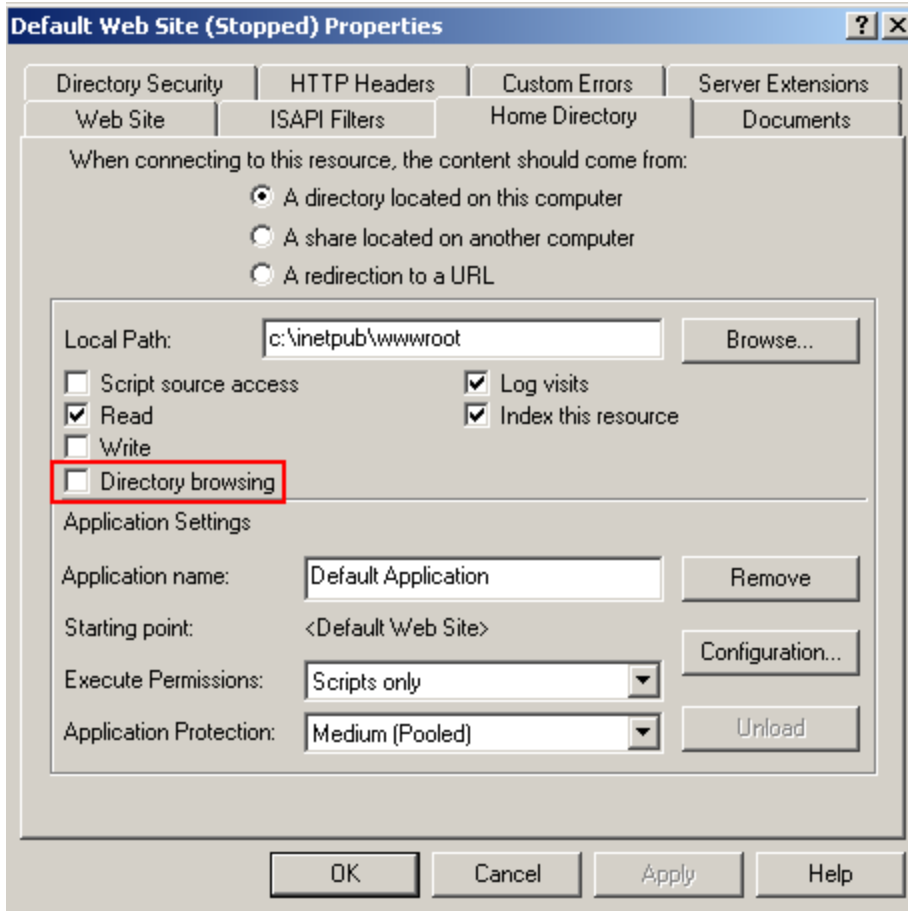 Default Web Site (Stopped) Properties
Directory Security HTTP Headers Custom Errors Server Extensions
Web Site ISAPI Filters Home Directory Documents
When connecting to this resource, the content should come from:
A directory located on this computer
A share located on another computer
A redirection to a URL
Local Path: c:\inetpub\wwwroot Browse...
Script source access Log visits
Read Index this resource
Write
Directory browsing
Application Settings
Application name: Default Application Remove
Starting point: <Default Web Site>
Configuration...
Execute Permissions: Scripts only
Application Protection: Medium (Pooled) Unload
OK Cancel Apply Help